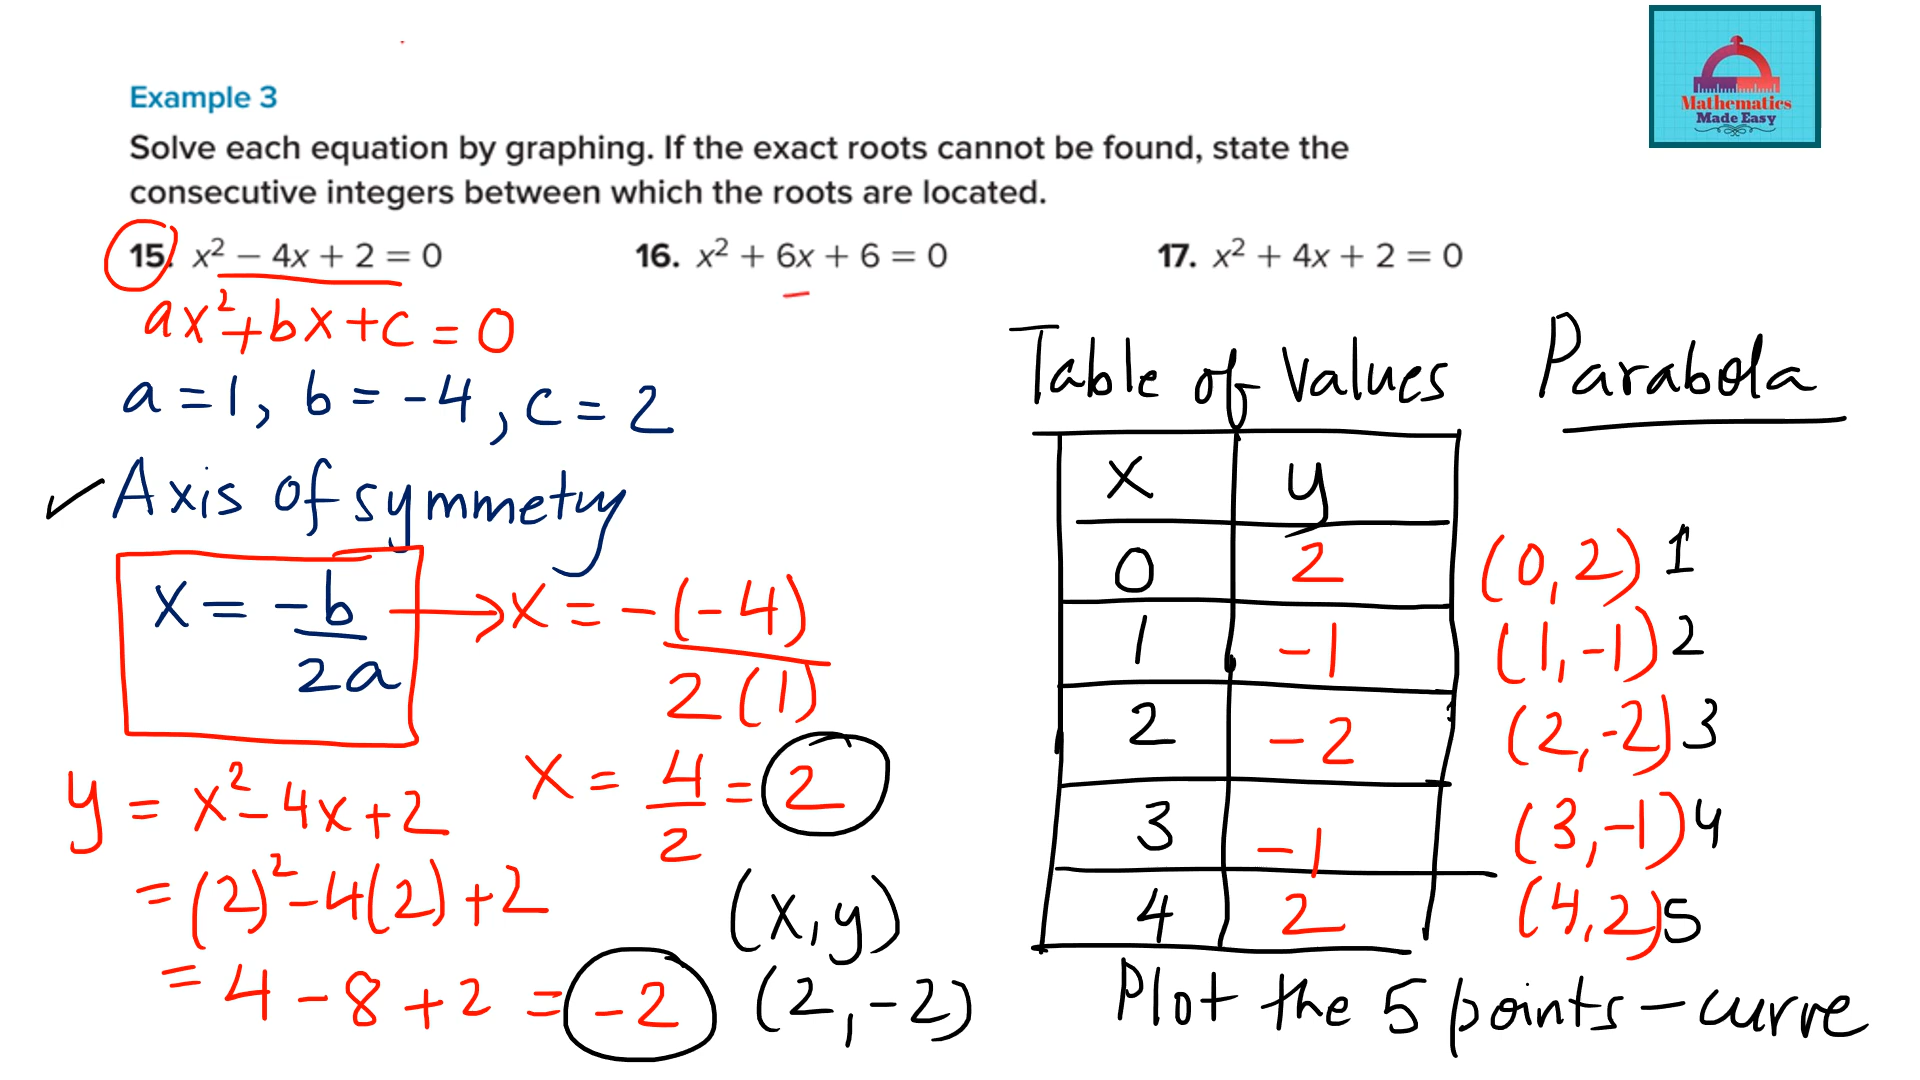 Mathematics
Made Easy
Example 3
Solve each equation by graphing. If the exact roots cannot be found, state the
consecutive integers between which the roots are located.
15. x² − 4x + 2 = 0 16. x² + 6x + 6 = 0 17. x² + 4x + 2 = 0
ax²+bx+c = 0
a = 1, b = -4, c = 2
✓ Axis of symmetry
x = -b/2a → x = -(-4)/2(1)
x = 4/2 = 2
y = x² - 4x + 2
= (2)² - 4(2) + 2
= 4 - 8 + 2 = -2
(x, y)
(2, -2)
Table of Values
Parabola
x y
0 2 (0, 2) 1
1 -1 (1, -1) 2
2 -2 (2, -2) 3
3 -1 (3, -1) 4
4 2 (4, 2) 5
Plot the 5 points - curve